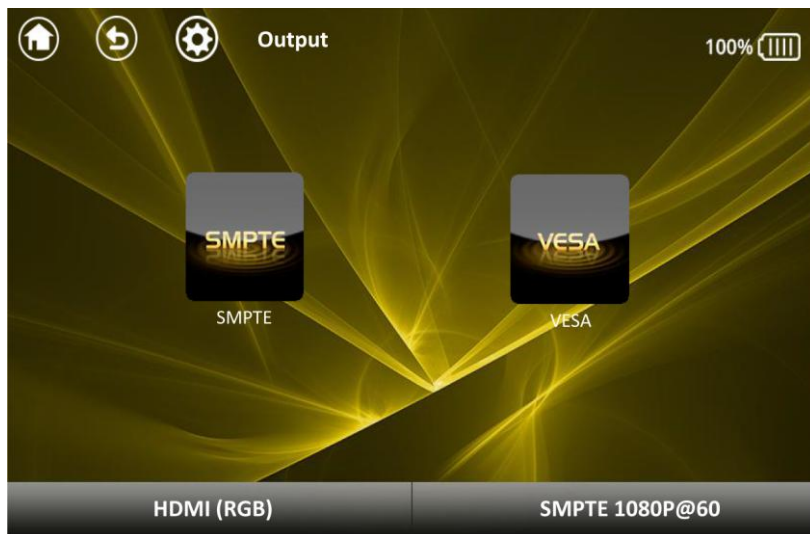 Output
100%
SMPTE
VESA
SMPTE
VESA
HDMI (RGB)
SMPTE 1080P@60